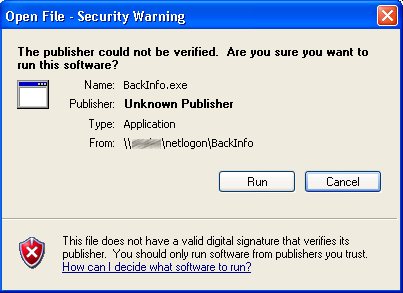 Open File - Security Warning
The publisher could not be verified.  Are you sure you want to
run this software?
Name: BackInfo.exe
Publisher: Unknown Publisher
Type: Application
From: \\ \netlogon\BackInfo
Run Cancel
This file does not have a valid digital signature that verifies its
publisher.  You should only run software from publishers you trust.
How can I decide what software to run?